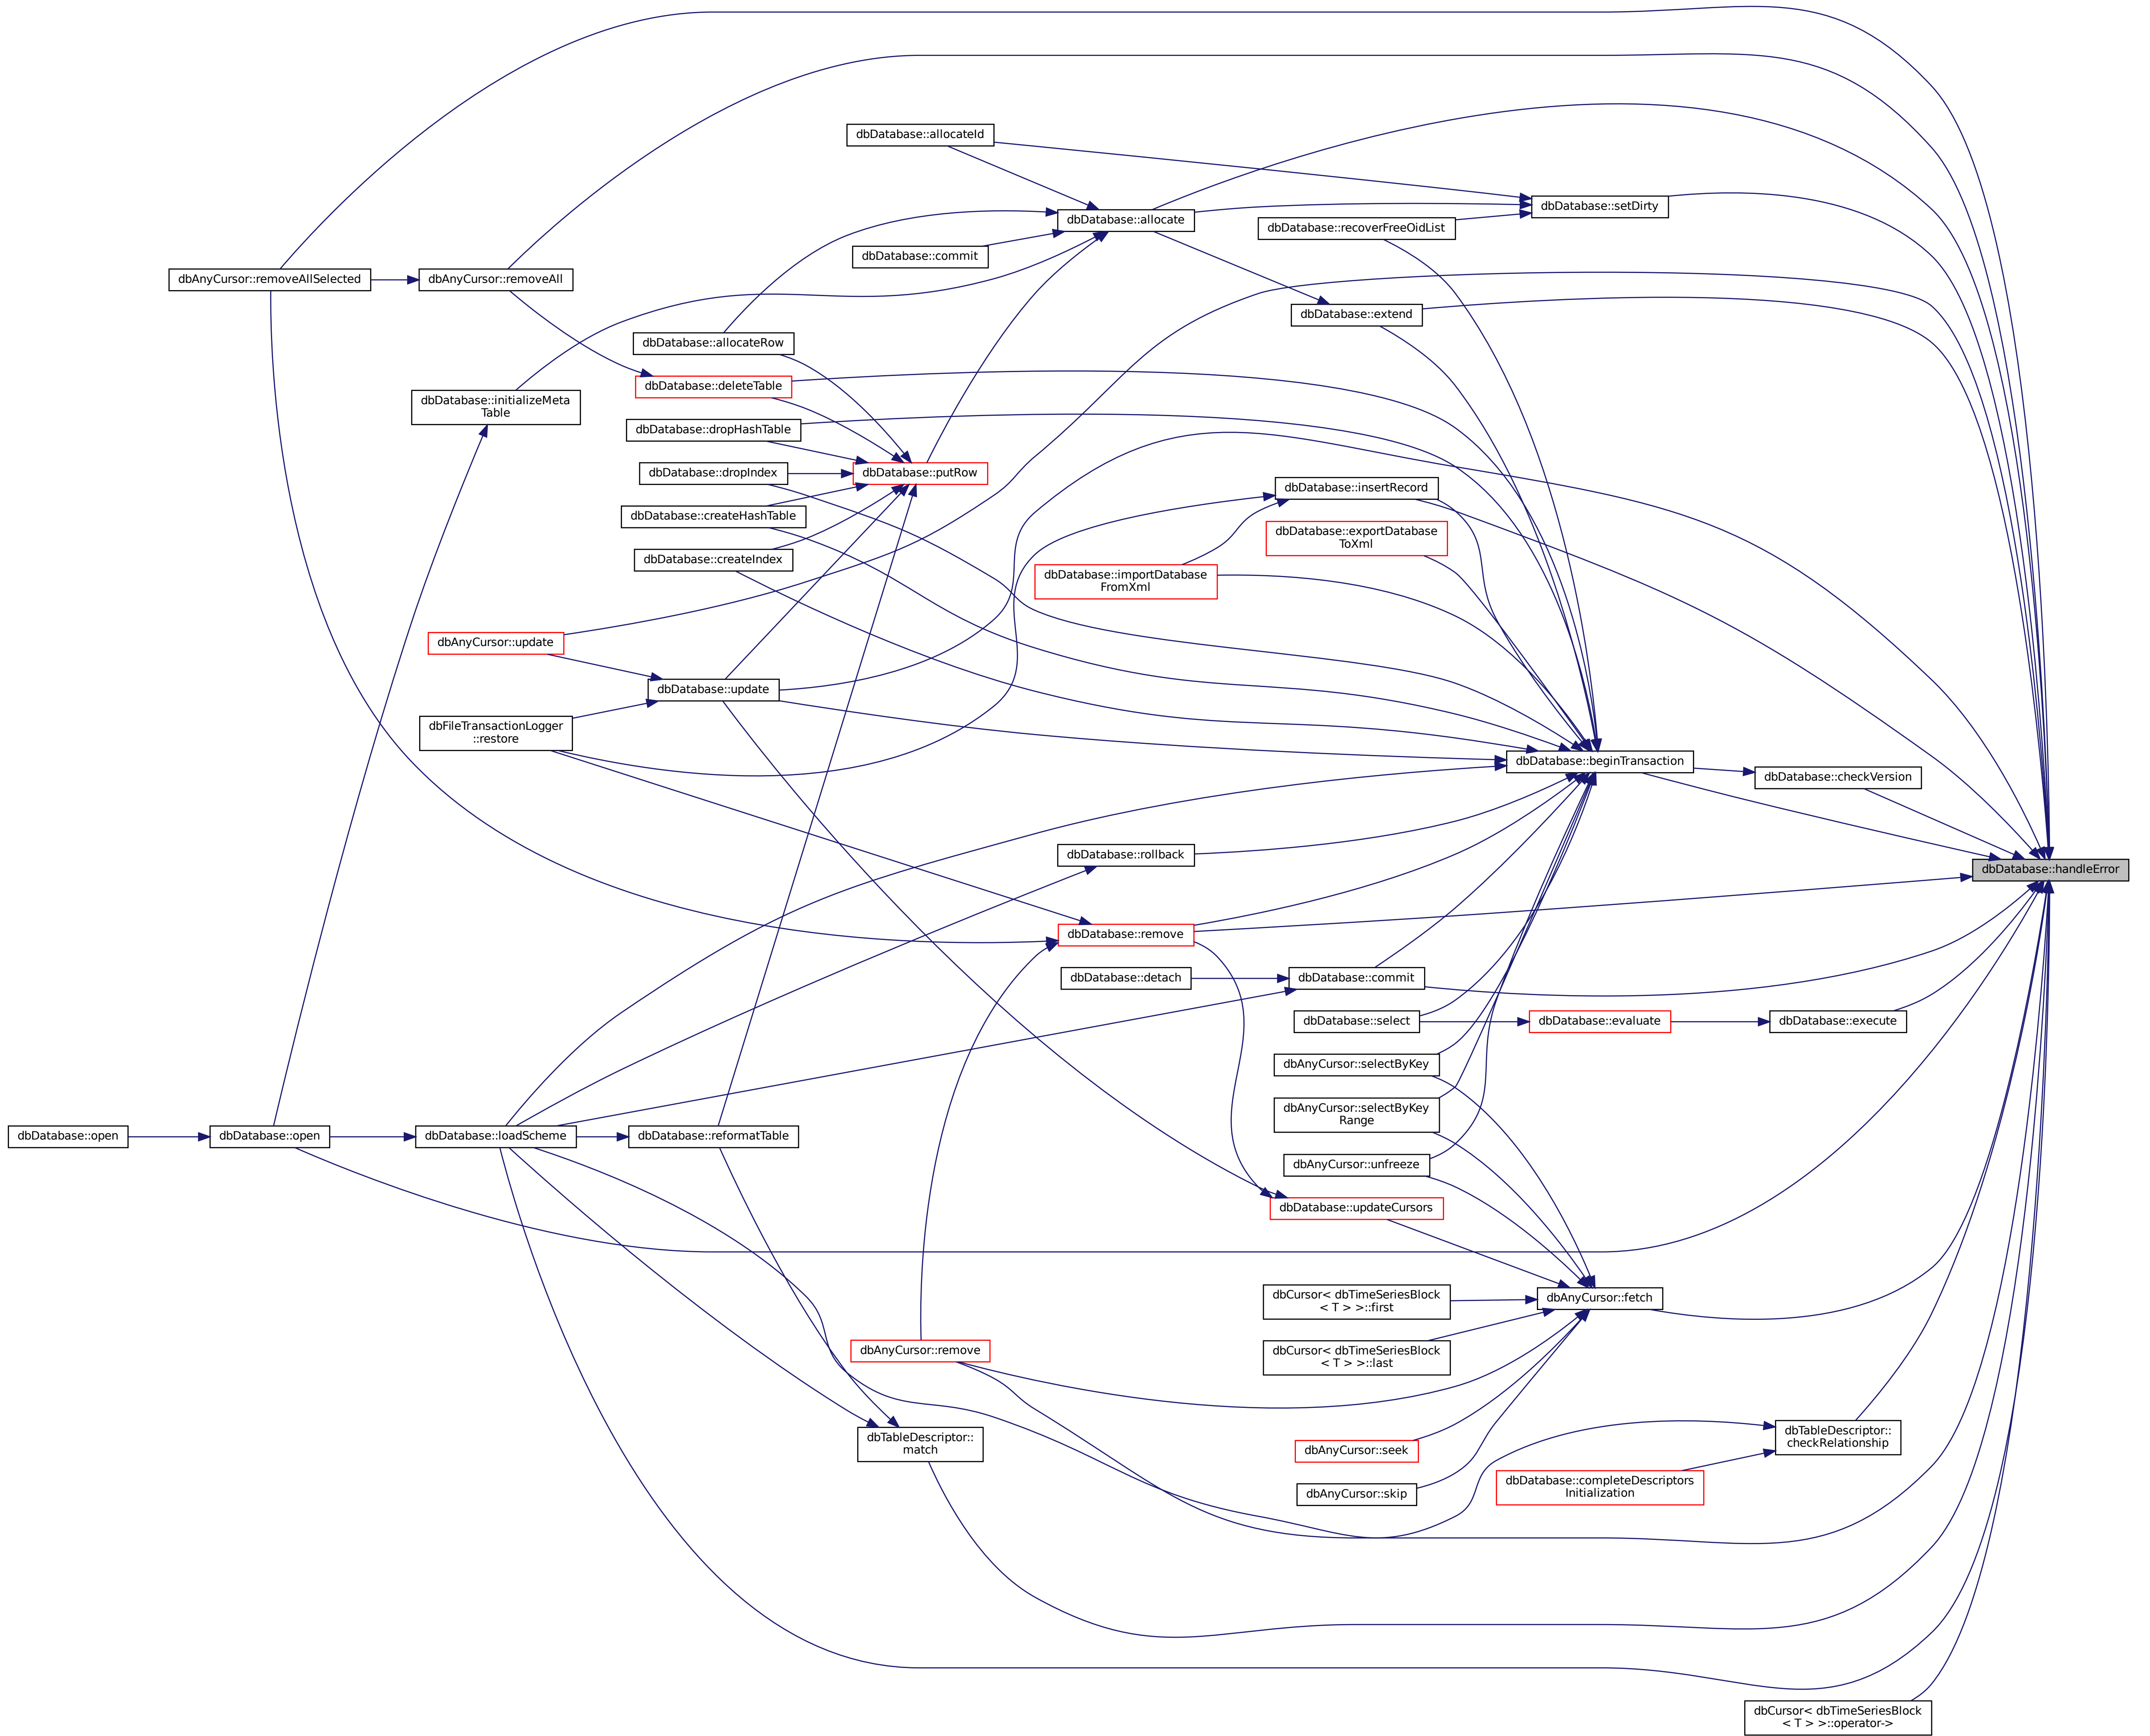 dbDatabase::allocateId
dbDatabase::allocate
dbDatabase::setDirty
dbDatabase::recoverFreeOidList
dbDatabase::commit
dbAnyCursor::removeAllSelected
dbAnyCursor::removeAll
dbDatabase::extend
dbDatabase::allocateRow
dbDatabase::deleteTable
dbDatabase::initializeMeta
Table
dbDatabase::dropHashTable
dbDatabase::dropIndex
dbDatabase::putRow
dbDatabase::insertRecord
dbDatabase::createHashTable
dbDatabase::exportDatabase
ToXml
dbDatabase::createIndex
dbDatabase::importDatabase
FromXml
dbAnyCursor::update
dbDatabase::update
dbFileTransactionLogger
::restore
dbDatabase::beginTransaction
dbDatabase::checkVersion
dbDatabase::rollback
dbDatabase::handleError
dbDatabase::remove
dbDatabase::detach
dbDatabase::commit
dbDatabase::select
dbDatabase::evaluate
dbDatabase::execute
dbAnyCursor::selectByKey
dbAnyCursor::selectByKey
Range
dbDatabase::open
dbDatabase::open
dbDatabase::loadScheme
dbDatabase::reformatTable
dbAnyCursor::unfreeze
dbDatabase::updateCursors
dbCursor< dbTimeSeriesBlock
< T > >::first
dbAnyCursor::fetch
dbAnyCursor::remove
dbCursor< dbTimeSeriesBlock
< T > >::last
dbTableDescriptor::
match
dbAnyCursor::seek
dbTableDescriptor::
checkRelationship
dbAnyCursor::skip
dbDatabase::completeDescriptors
Initialization
dbCursor< dbTimeSeriesBlock
< T > >::operator->